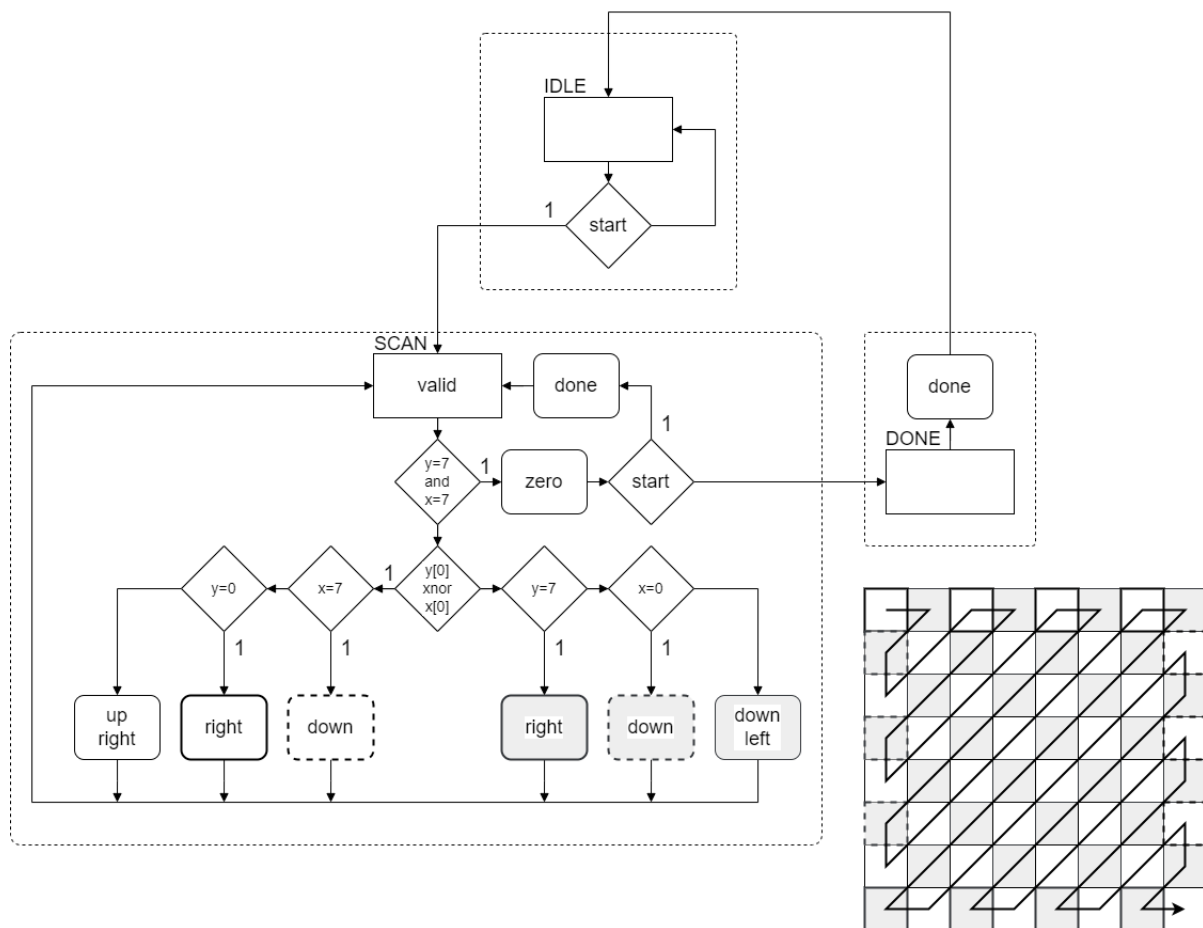 IDLE
1
start
SCAN
valid
done
done
1
DONE
y=7
and
x=7
1
zero
start
y=0
x=7
1
y[0]
xnor
x[0]
y=7
x=0
1
1
1
1
up
right
right
down
right
down
down
left